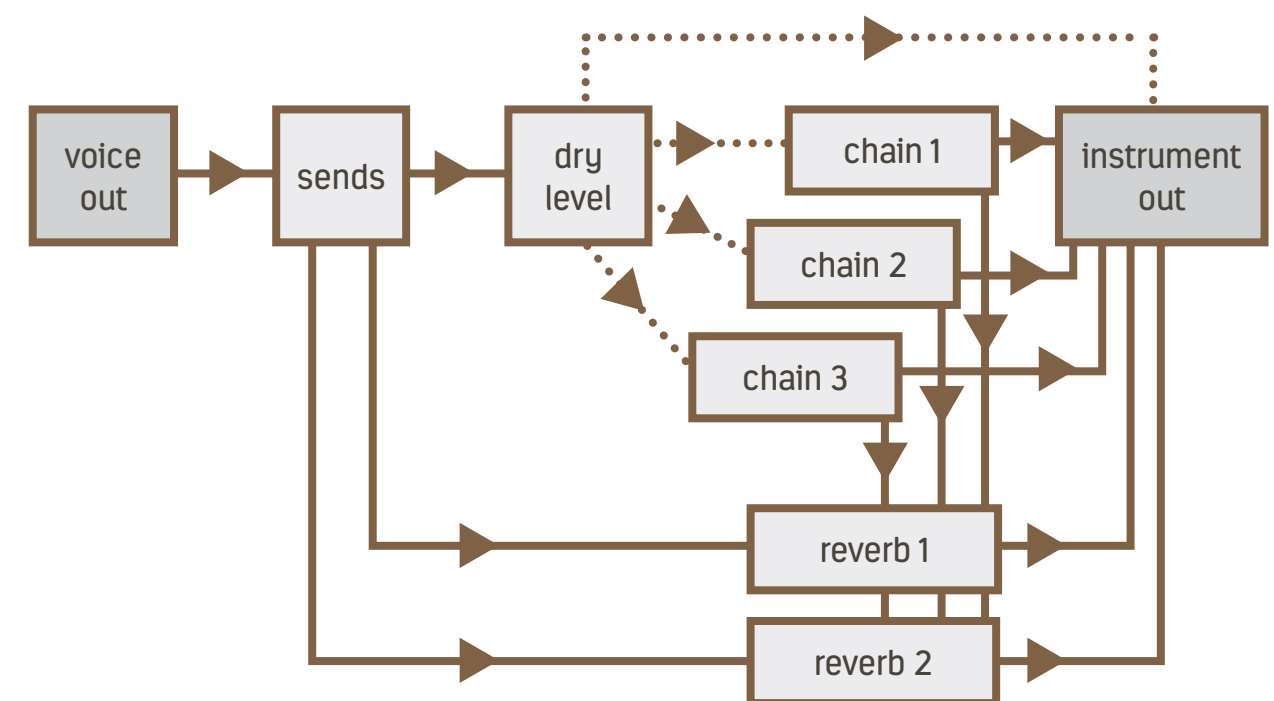 voice
out
sends
dry
level
chain 1
instrument
out
chain 2
chain 3
reverb 1
reverb 2